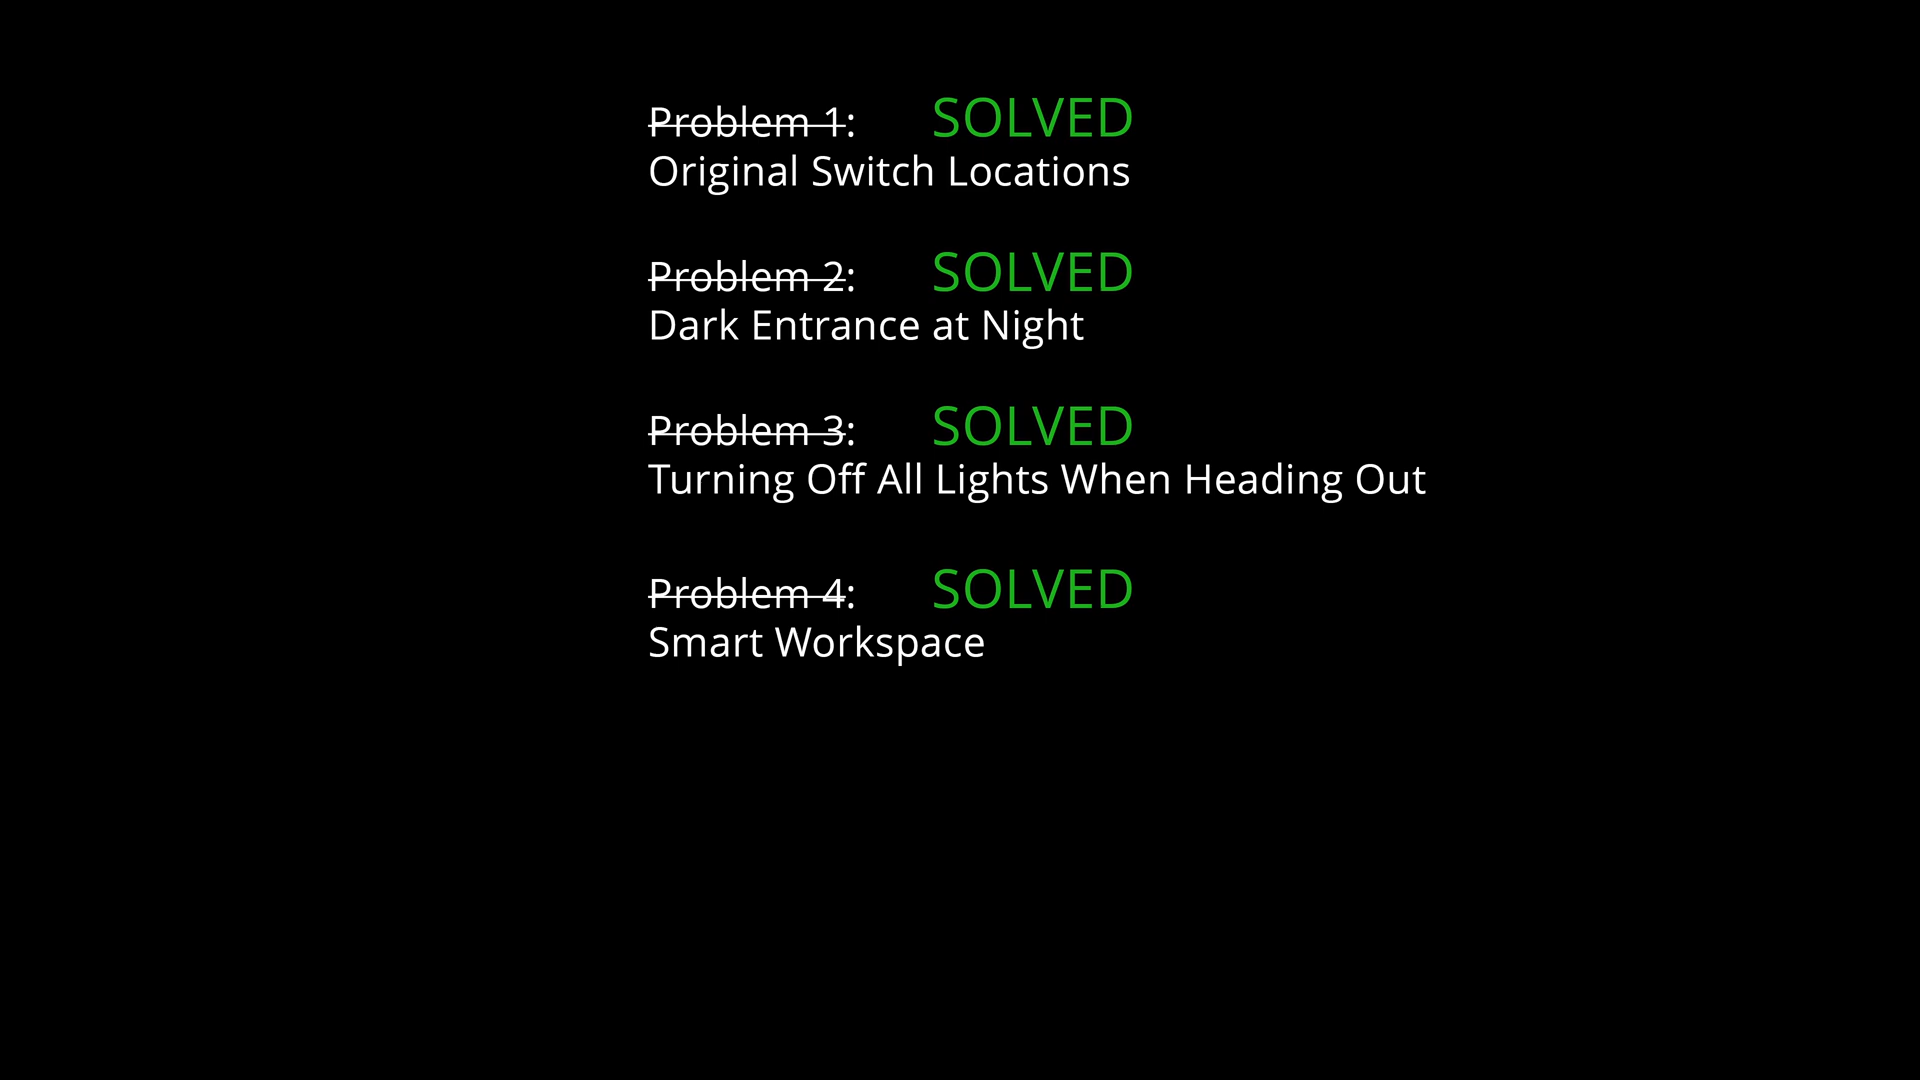 Problem 1: SOLVED
Original Switch Locations
Problem 2: SOLVED
Dark Entrance at Night
Problem 3: SOLVED
Turning Off All Lights When Heading Out
Problem 4: SOLVED
Smart Workspace